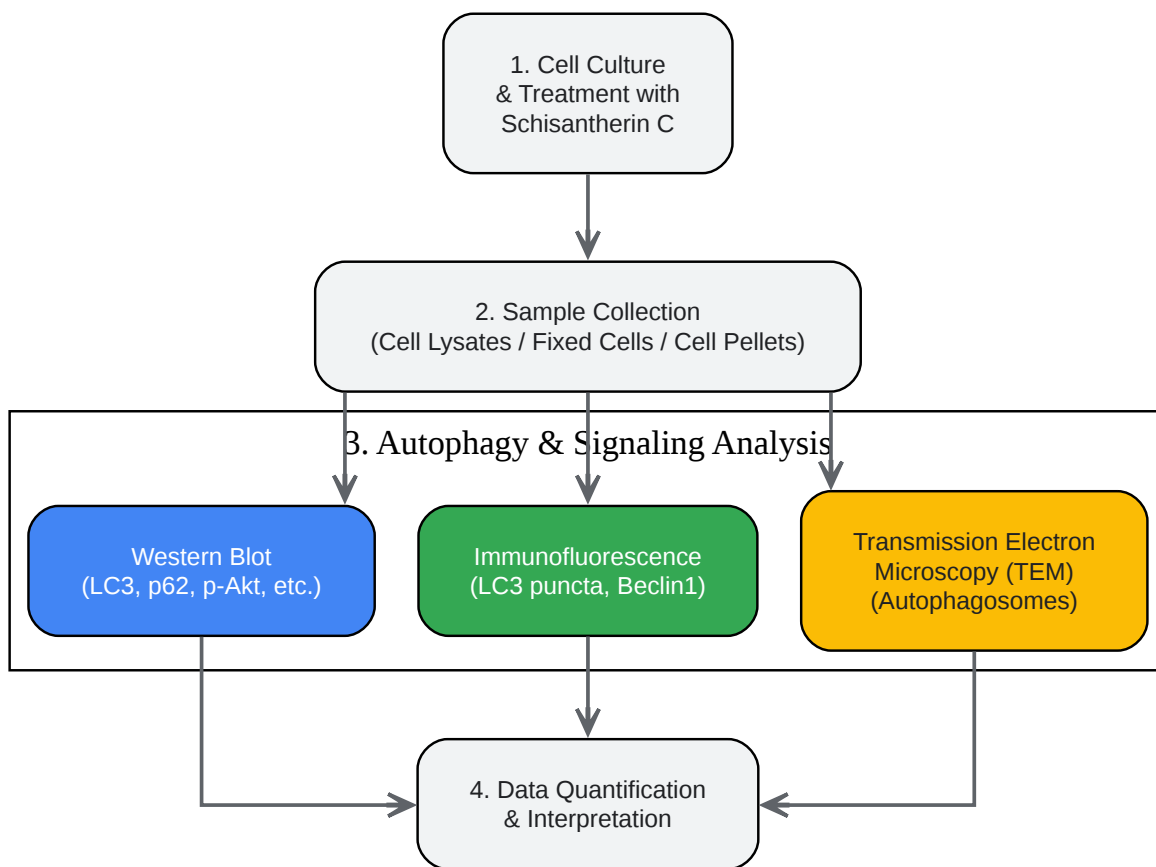 1. Cell Culture
& Treatment with
Schisantherin C
2. Sample Collection
(Cell Lysates / Fixed Cells / Cell Pellets)
3. Autophagy & Signaling Analysis
Western Blot
(LC3, p62, p-Akt, etc.)
Immunofluorescence
(LC3 puncta, Beclin1)
Transmission Electron
Microscopy (TEM)
(Autophagosomes)
4. Data Quantification
& Interpretation